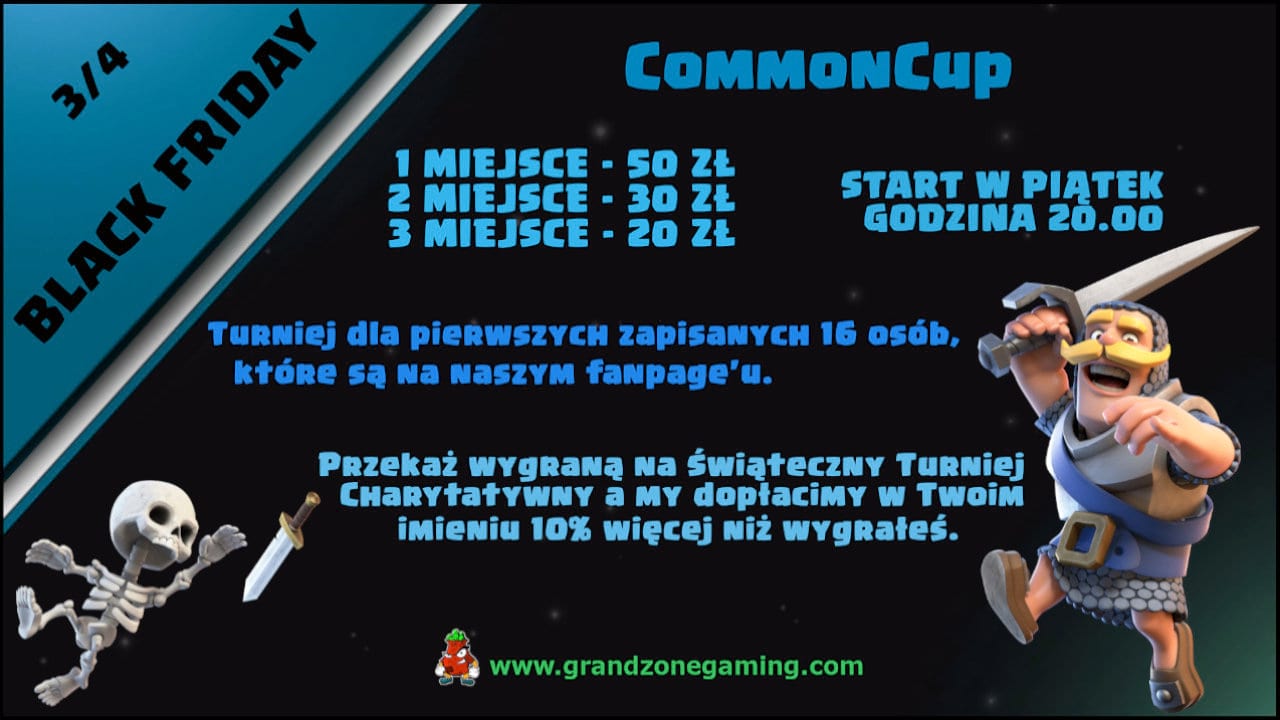 3/4
BLACK FRIDAY
CommonCup
1 MIEJSCE - 50 ZŁ
2 MIEJSCE - 30 ZŁ
3 MIEJSCE - 20 ZŁ
START W PIĄTEK
GODZINA 20.00
Turniej dla pierwszych zapisanych 16 osób,
które są na naszym fanpage'u.
Przekaż wygraną na Świąteczny Turniej
Charytatywny a my dopłacimy w Twoim
imieniu 10% więcej niż wygrałeś.
www.grandzonegaming.com